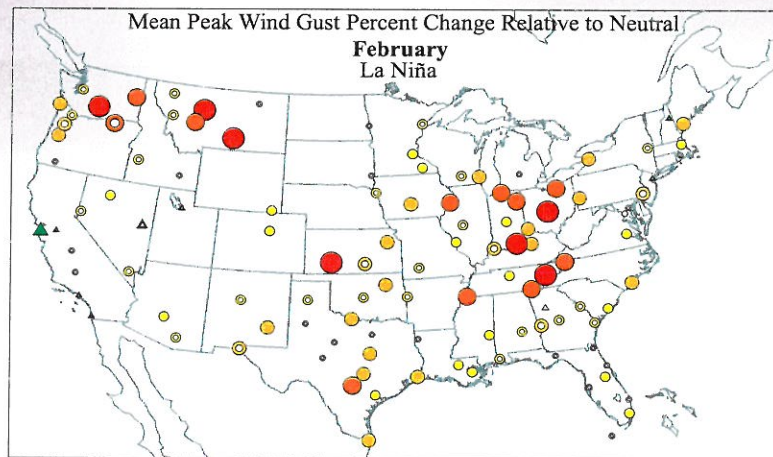 Mean Peak Wind Gust Percent Change Relative to Neutral
February
La Niña